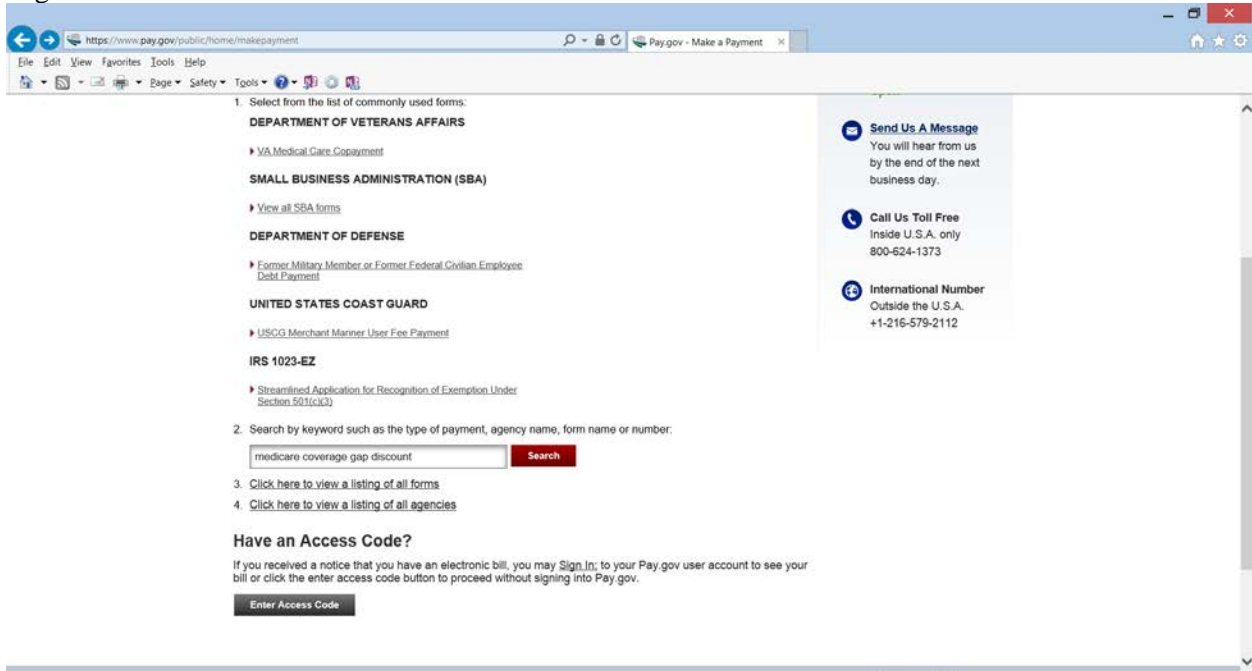 https://www.pay.gov/public/home/makepayment
Pay.gov - Make a Payment
File Edit View Favorites Tools Help
Page Safety Tools
1. Select from the list of commonly used forms:
DEPARTMENT OF VETERANS AFFAIRS
VA Medical Care Copayment
SMALL BUSINESS ADMINISTRATION (SBA)
View all SBA forms
DEPARTMENT OF DEFENSE
Former Military Member or Former Federal Civilian Employee
Debt Payment
UNITED STATES COAST GUARD
USCG Merchant Mariner User Fee Payment
IRS 1023-EZ
Streamlined Application for Recognition of Exemption Under
Section 501(c)(3)
2. Search by keyword such as the type of payment, agency name, form name or number:
medicare coverage gap discount
Search
3. Click here to view a listing of all forms
4. Click here to view a listing of all agencies
Have an Access Code?
If you received a notice that you have an electronic bill, you may Sign In; to your Pay.gov user account to see your
bill or click the enter access code button to proceed without signing into Pay.gov.
Enter Access Code
Send Us A Message
You will hear from us
by the end of the next
business day.
Call Us Toll Free
Inside U.S.A. only
800-624-1373
International Number
Outside the U.S.A.
+1-216-579-2112